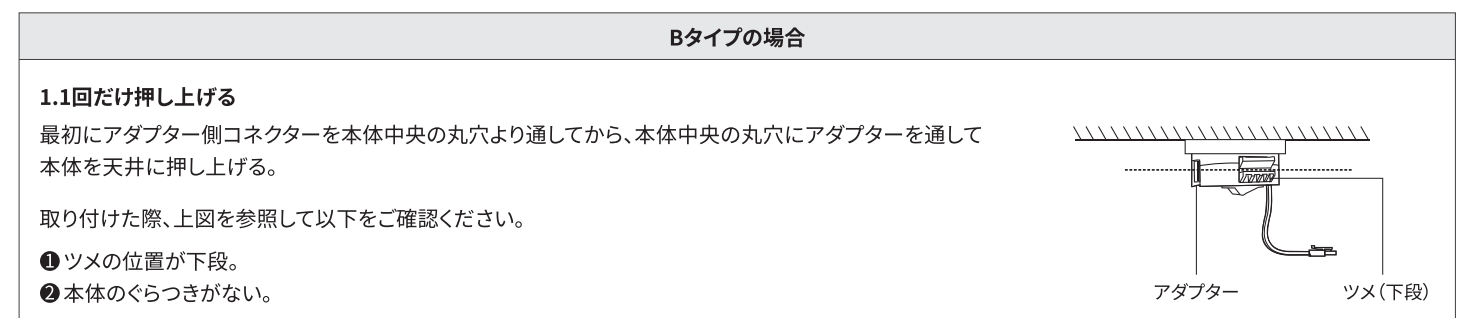 Bタイプの場合
1.1回だけ押し上げる
最初にアダプター側コネクターを本体中央の丸穴より通してから、本体中央の丸穴にアダプターを通して
本体を天井に押し上げる。
取り付けた際、上図を参照して以下をご確認ください。
❶ツメの位置が下段。
❷本体のぐらつきがない。
アダプター
ツメ(下段)